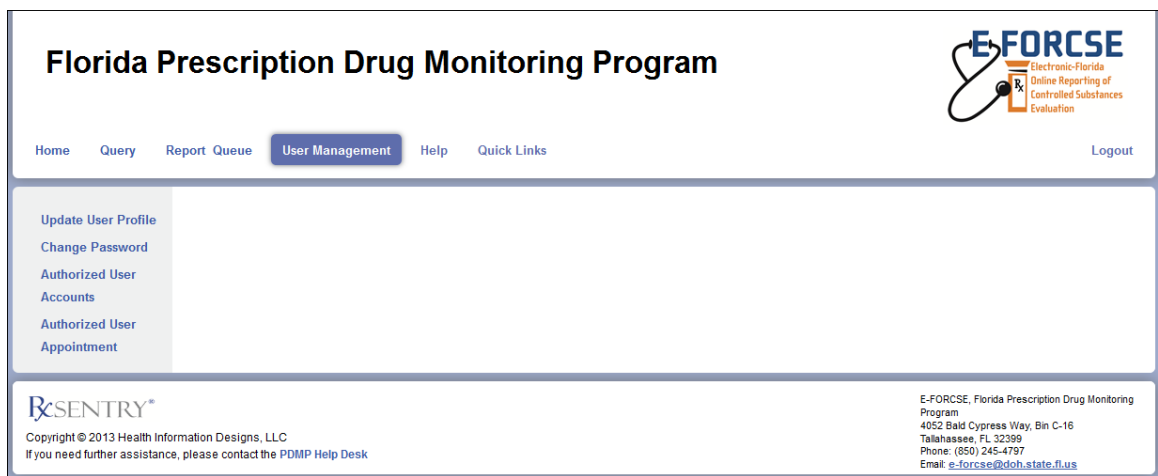 Florida Prescription Drug Monitoring Program
E-FORCSE
Electronic-Florida
Online Reporting of
Controlled Substances
Evaluation
Rx
Home Query Report Queue User Management Help Quick Links Logout
Update User Profile
Change Password
Authorized User
Accounts
Authorized User
Appointment
RxSENTRY®
Copyright © 2013 Health Information Designs, LLC
If you need further assistance, please contact the PDMP Help Desk
E-FORCSE, Florida Prescription Drug Monitoring
Program
4052 Bald Cypress Way, Bin C-16
Tallahassee, FL 32399
Phone: (850) 245-4797
Email: e-forcse@doh.state.fl.us